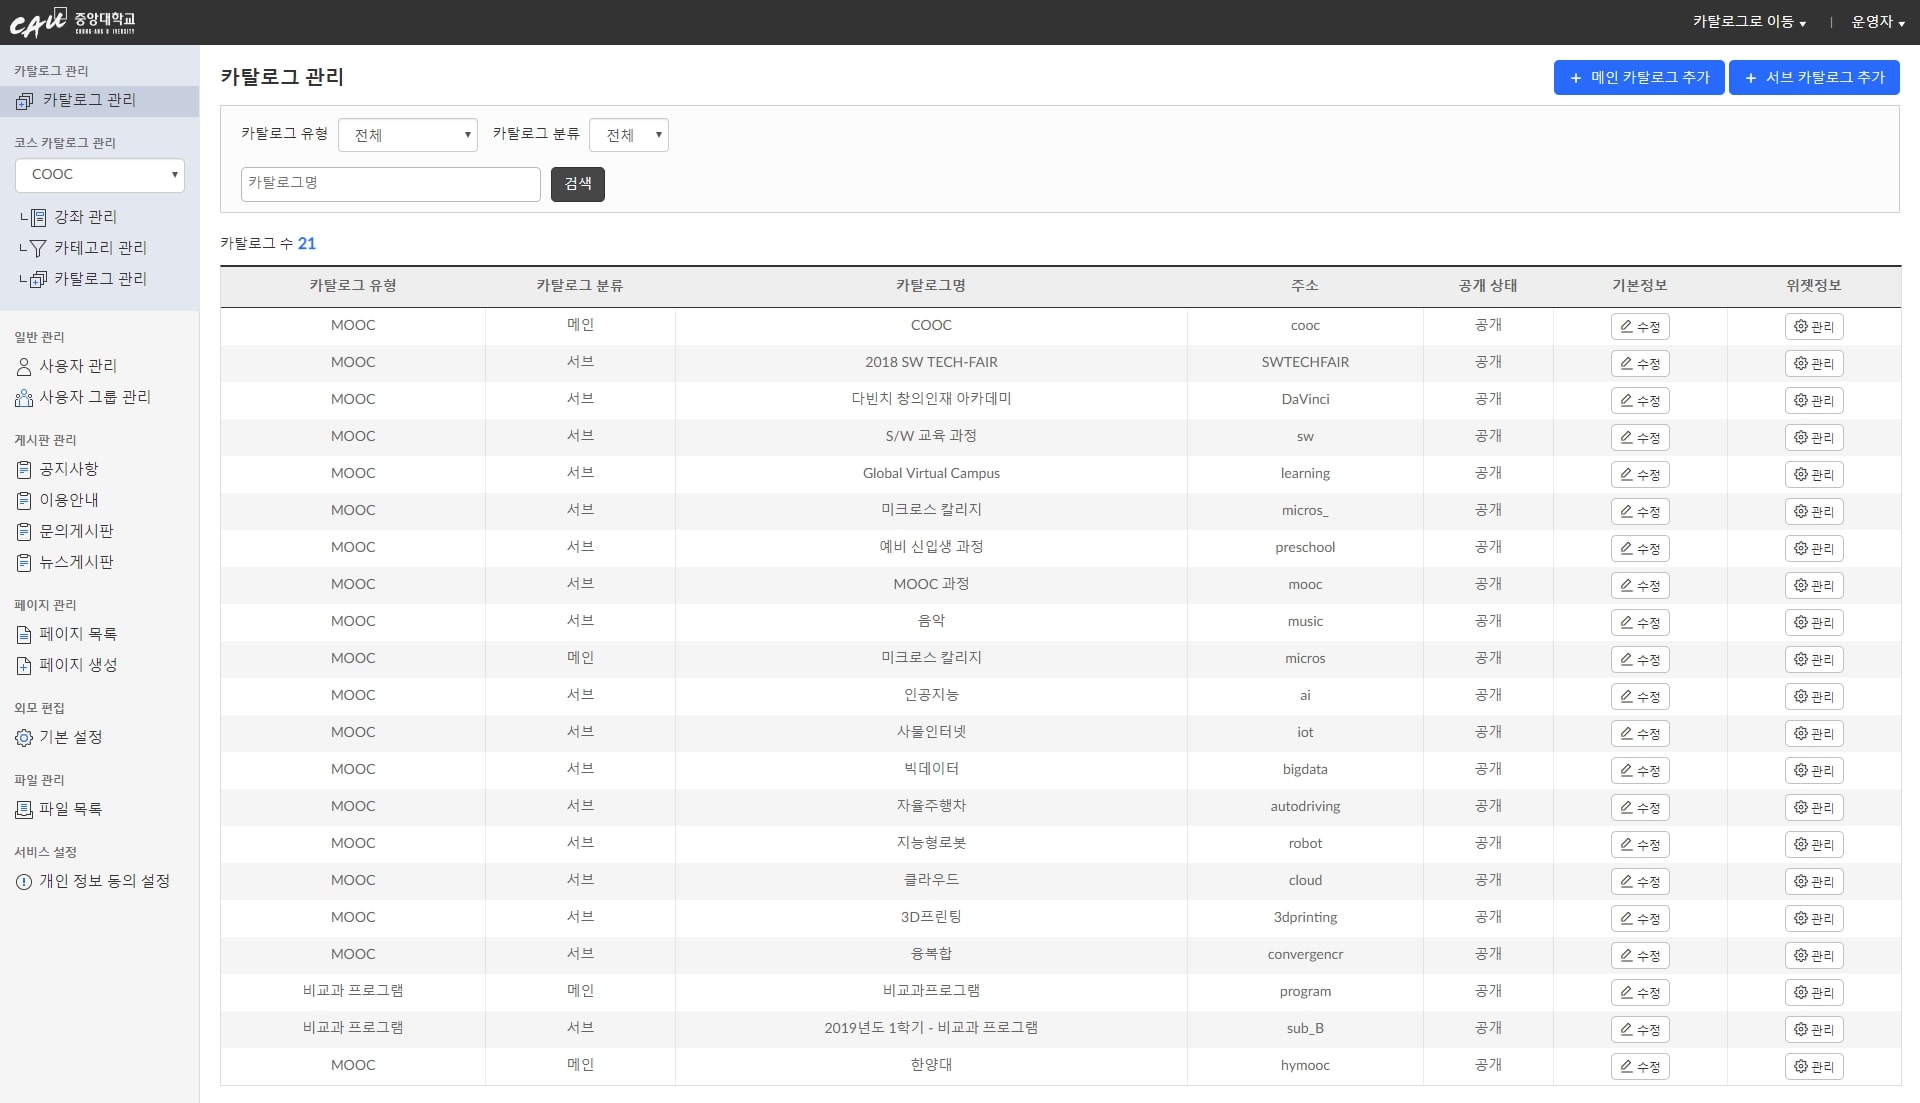 CAU 중앙대학교
CHUNG-ANG UNIVERSITY
카탈로그로 이동 | 운영자
카탈로그 관리
카탈로그 관리
코스 카탈로그 관리
COOC
강좌 관리
카테고리 관리
카탈로그 관리
일반 관리
사용자 관리
사용자 그룹 관리
게시판 관리
공지사항
이용안내
문의게시판
뉴스게시판
페이지 관리
페이지 목록
페이지 생성
외모 편집
기본 설정
파일 관리
파일 목록
서비스 설정
개인 정보 동의 설정
카탈로그 관리
+ 메인 카탈로그 추가 + 서브 카탈로그 추가
카탈로그 유형 전체 카탈로그 분류 전체
카탈로그명 검색
카탈로그 수 21
카탈로그 유형 카탈로그 분류 카탈로그명 주소 공개 상태 기본정보 위젯정보
MOOC 메인 COOC cooc 공개 수정 관리
MOOC 서브 2018 SW TECH-FAIR SWTECHFAIR 공개 수정 관리
MOOC 서브 다빈치 창의인재 아카데미 DaVinci 공개 수정 관리
MOOC 서브 S/W 교육 과정 sw 공개 수정 관리
MOOC 서브 Global Virtual Campus learning 공개 수정 관리
MOOC 서브 미크로스 칼리지 micros_ 공개 수정 관리
MOOC 서브 예비 신입생 과정 preschool 공개 수정 관리
MOOC 서브 MOOC 과정 mooc 공개 수정 관리
MOOC 서브 음악 music 공개 수정 관리
MOOC 메인 미크로스 칼리지 micros 공개 수정 관리
MOOC 서브 인공지능 ai 공개 수정 관리
MOOC 서브 사물인터넷 iot 공개 수정 관리
MOOC 서브 빅데이터 bigdata 공개 수정 관리
MOOC 서브 자율주행차 autodriving 공개 수정 관리
MOOC 서브 지능형로봇 robot 공개 수정 관리
MOOC 서브 클라우드 cloud 공개 수정 관리
MOOC 서브 3D프린팅 3dprinting 공개 수정 관리
MOOC 서브 융복합 convergencr 공개 수정 관리
비교과 프로그램 메인 비교과프로그램 program 공개 수정 관리
비교과 프로그램 서브 2019년도 1학기 - 비교과 프로그램 sub_B 공개 수정 관리
MOOC 메인 한양대 hymooc 공개 수정 관리